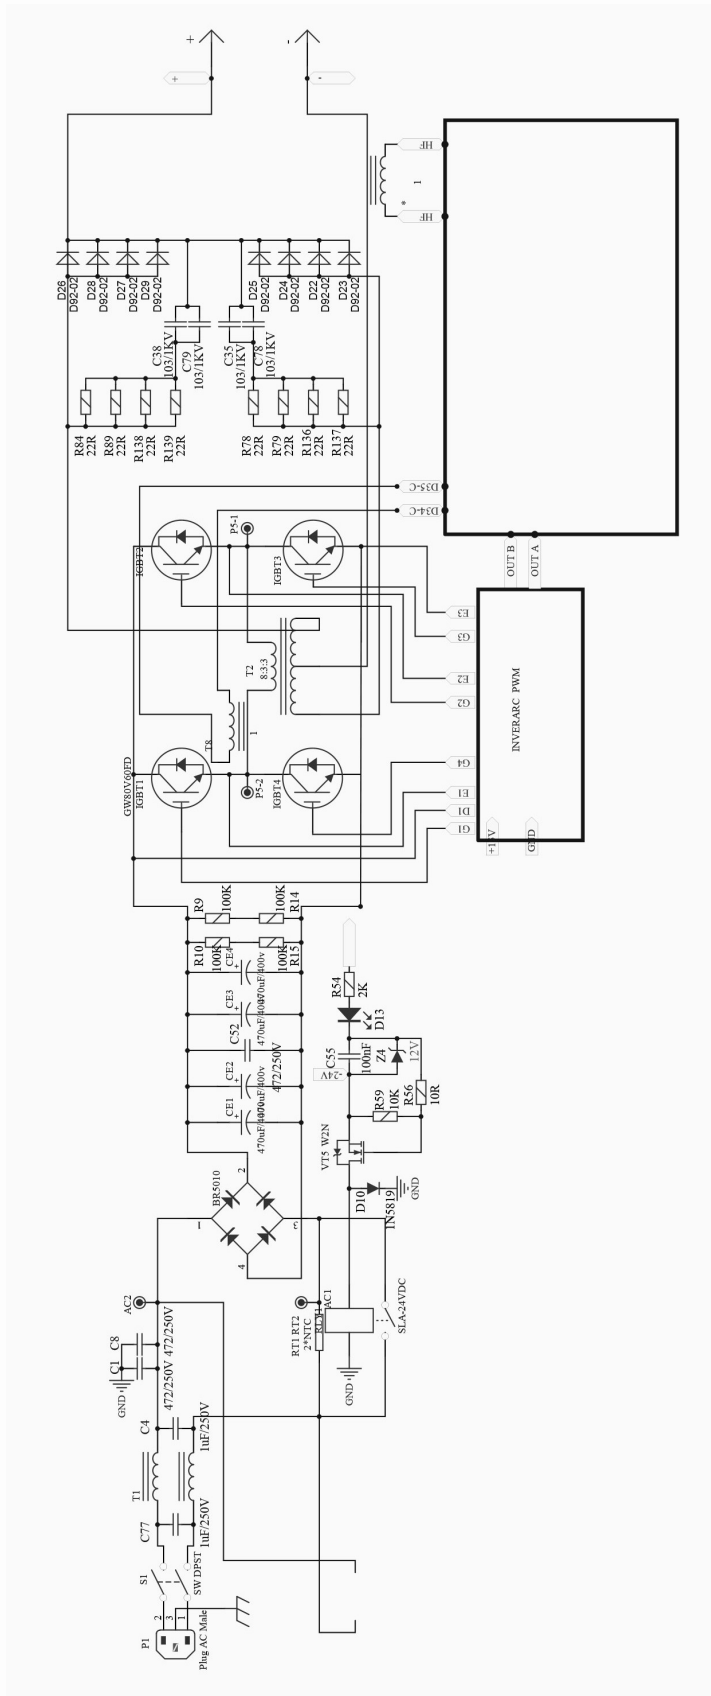 +
-
+
-
HF
1
*
HF
D26
D92-02
D28
D92-02
D27
D92-02
D29
D92-02
D25
D92-02
D24
D92-02
D22
D92-02
D23
D92-02
C38
103/1KV
C79
103/1KV
C35
103/1KV
C78
103/1KV
R84
22R
R89
22R
R138
22R
R139
22R
R78
22R
R79
22R
R136
22R
R137
22R
D35-C
D34-C
P5-1
IGBT2
IGBT3
OUT B
OUT A
E3
G3
E2
G2
G4
E1
D1
G1
INVERARC PWM
GND
T2
8:3:3
T8
1
GW80V60FD
IGBT1
P5-2
IGBT4
R9
100K
100K
R14
R10
100K
100K
R15
CE4
470uF/400v
CE3
470uF/400v
C52
472/250V
CE2
470uF/400v
CE1
470uF/400v
R54
2K
D13
C55
100nF
Z4
12V
-24V
R59
10K
R56
10R
VT5 W2N
D10
1N5819
GND
BR5010
2
1
3
4
AC2
AC1
RLY1
RT1 RT2
2*NTC
SLA-24VDC
GND
C1
C8
472/250V
472/250V
GND
C4
1uF/250V
T1
C77
1uF/250V
S1
SW DPST
2
3
1
P1
Plug AC Male